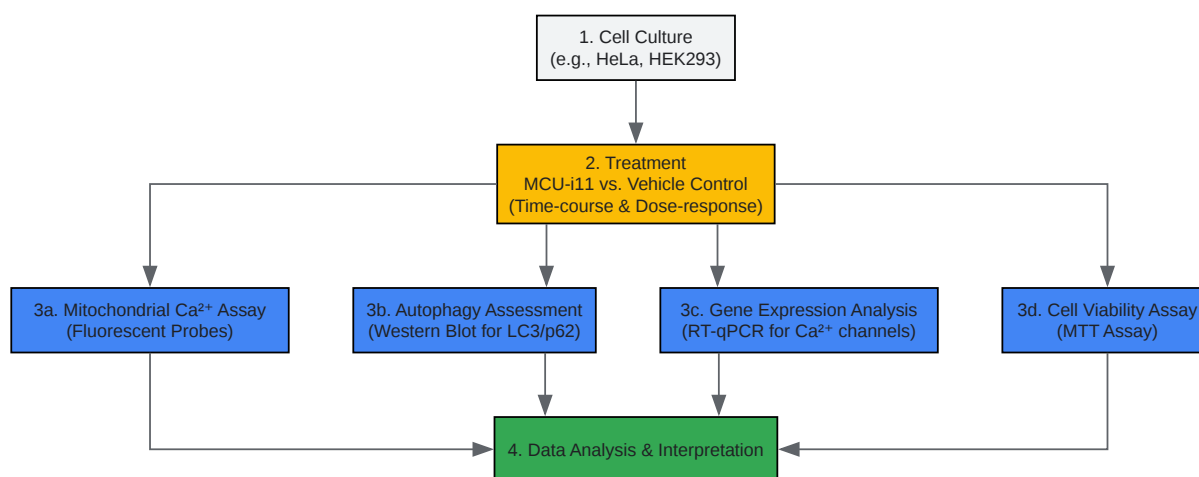 1. Cell Culture
(e.g., HeLa, HEK293)
2. Treatment
MCU-i11 vs. Vehicle Control
(Time-course & Dose-response)
3a. Mitochondrial Ca²⁺ Assay
(Fluorescent Probes)
3b. Autophagy Assessment
(Western Blot for LC3/p62)
3c. Gene Expression Analysis
(RT-qPCR for Ca²⁺ channels)
3d. Cell Viability Assay
(MTT Assay)
4. Data Analysis & Interpretation